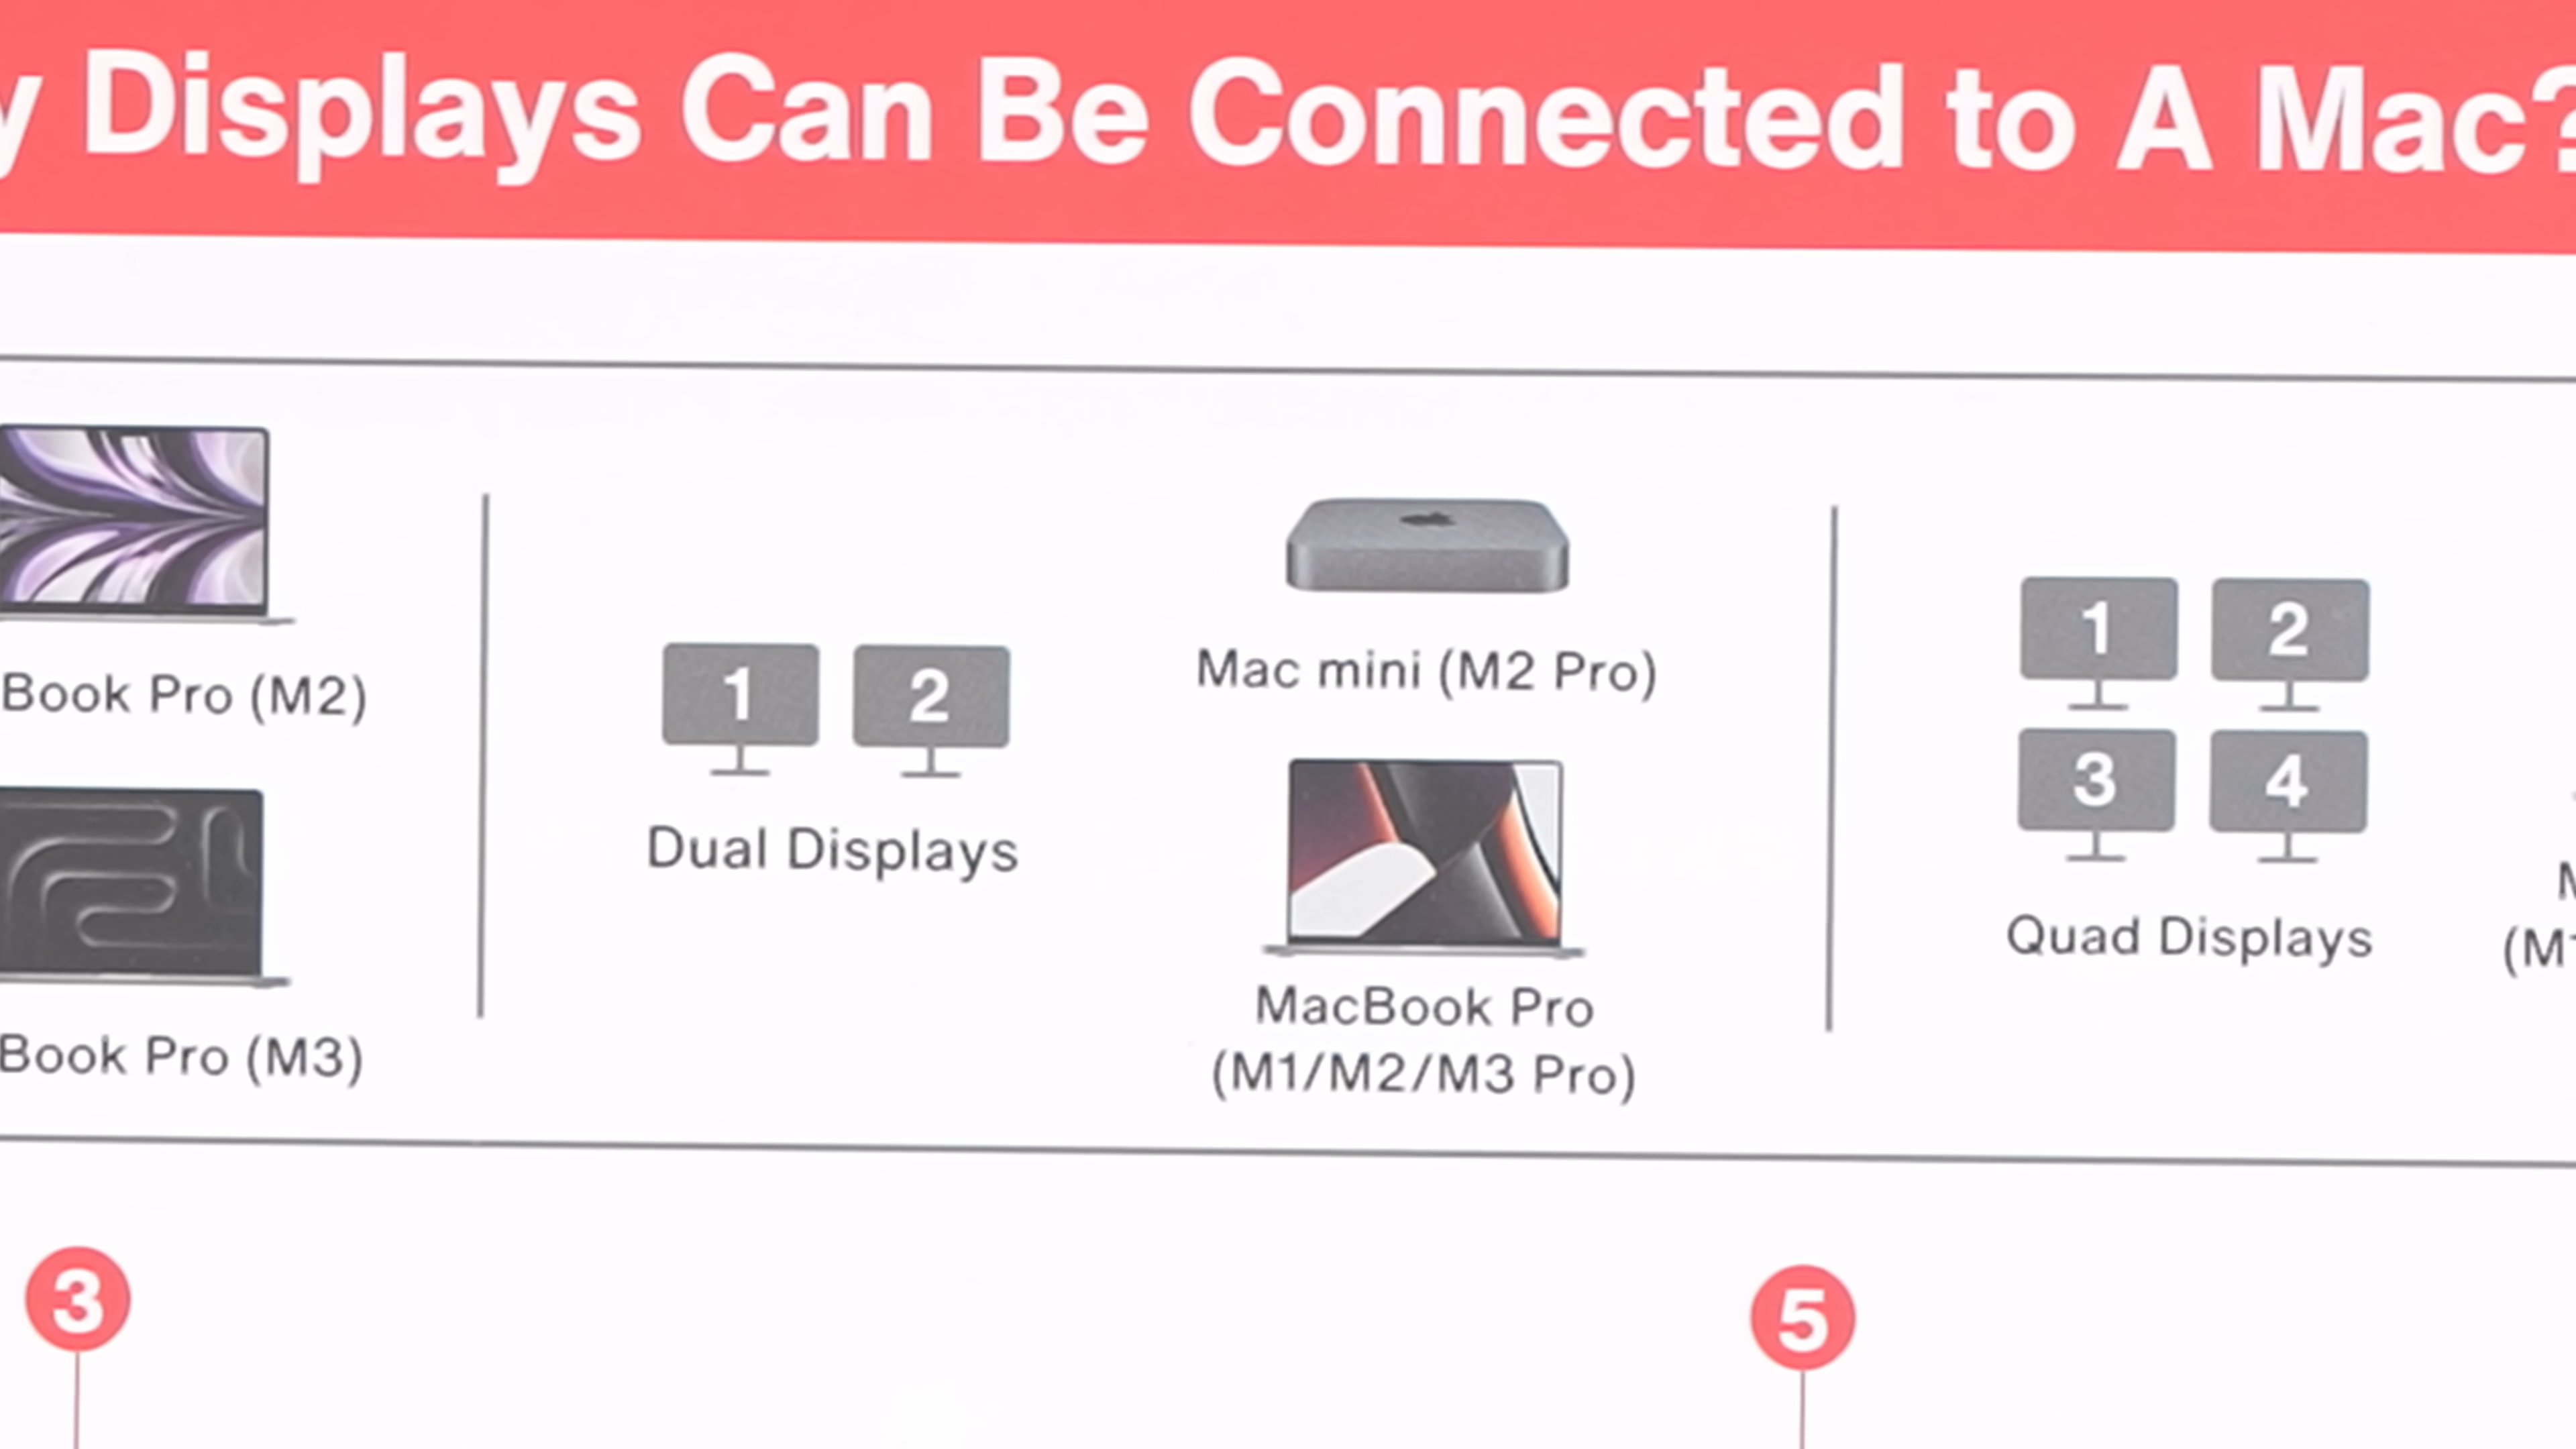 y Displays Can Be Connected to A Mac?
Book Pro (M2)
Book Pro (M3)
1 2
Dual Displays
Mac mini (M2 Pro)
MacBook Pro
(M1/M2/M3 Pro)
1 2
3 4
Quad Displays
(M1
3
5